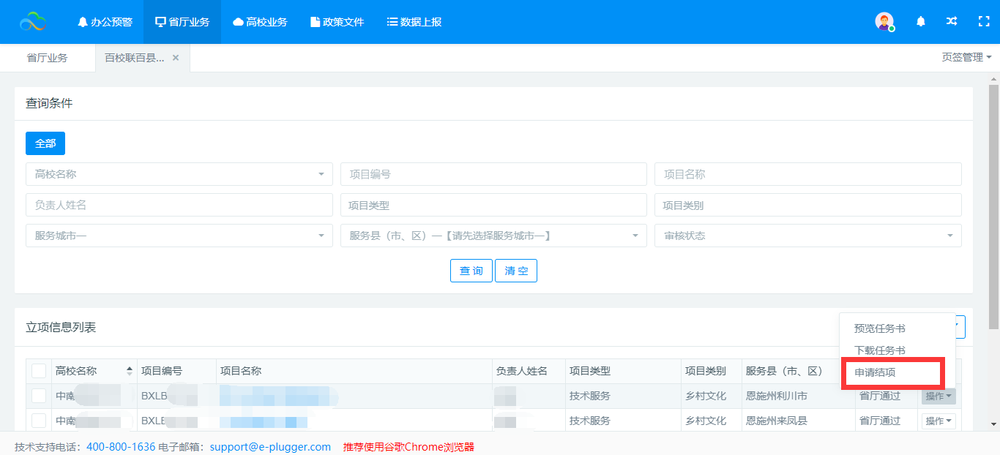 办公预警 省厅业务 高校业务 政策文件 数据上报
省厅业务 百校联百县... × 页签管理
查询条件
全部
高校名称 项目编号 项目名称
负责人姓名 项目类型 项目类别
服务城市一 服务县（市、区）一【请先选择服务城市一】 审核状态
查 询 清 空
立项信息列表
预览任务书
下载任务书
申请结项
高校名称 项目编号 项目名称 负责人姓名 项目类型 项目类别 服务县（市、区）
中南 BXLB 技术服务 乡村文化 恩施州利川市 省厅通过 操作
中南 BXLE 技术服务 乡村文化 恩施州来凤县 省厅通过 操作
技术支持电话：400-800-1636 电子邮箱：support@e-plugger.com 推荐使用谷歌Chrome浏览器